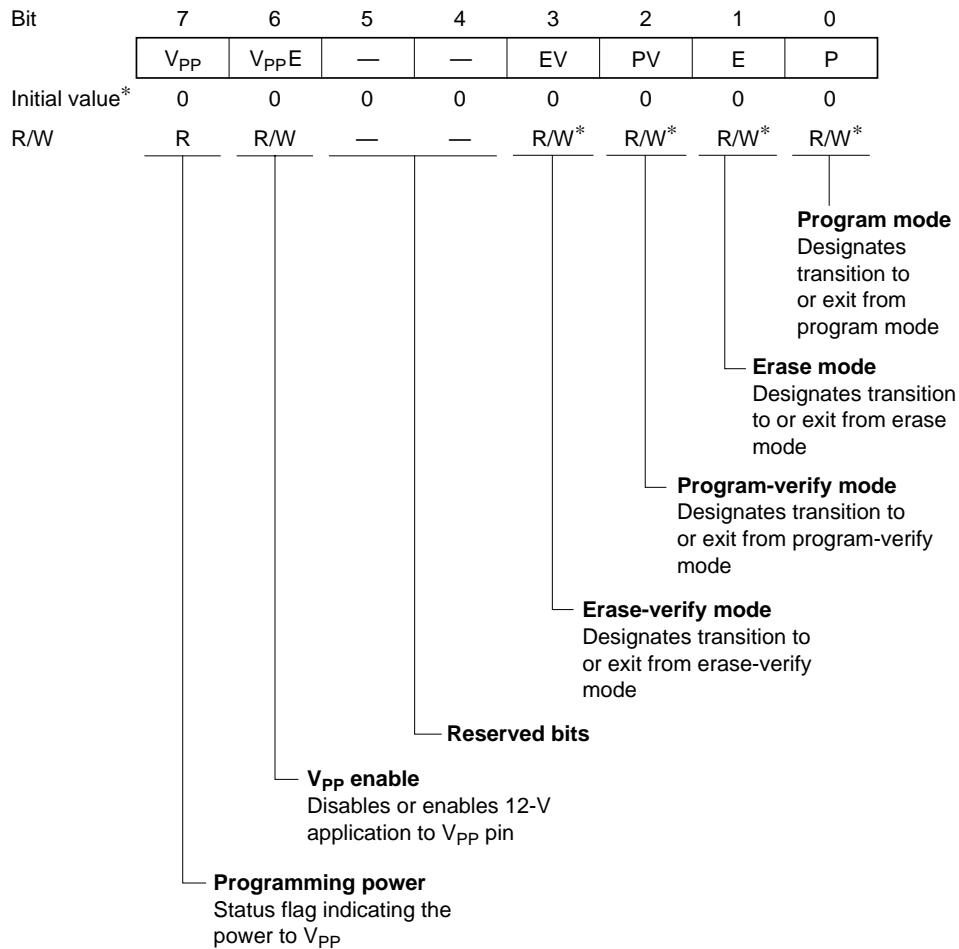 Bit 7 6 5 4 3 2 1 0
VPP VPPE — — EV PV E P
Initial value* 0 0 0 0 0 0 0 0
R/W R R/W — — R/W* R/W* R/W* R/W*
Program mode
Designates
transition to
or exit from
program mode
Erase mode
Designates transition
to or exit from erase
mode
Program-verify mode
Designates transition to
or exit from program-verify
mode
Erase-verify mode
Designates transition to
or exit from erase-verify
mode
Reserved bits
VPP enable
Disables or enables 12-V
application to VPP pin
Programming power
Status flag indicating the
power to VPP